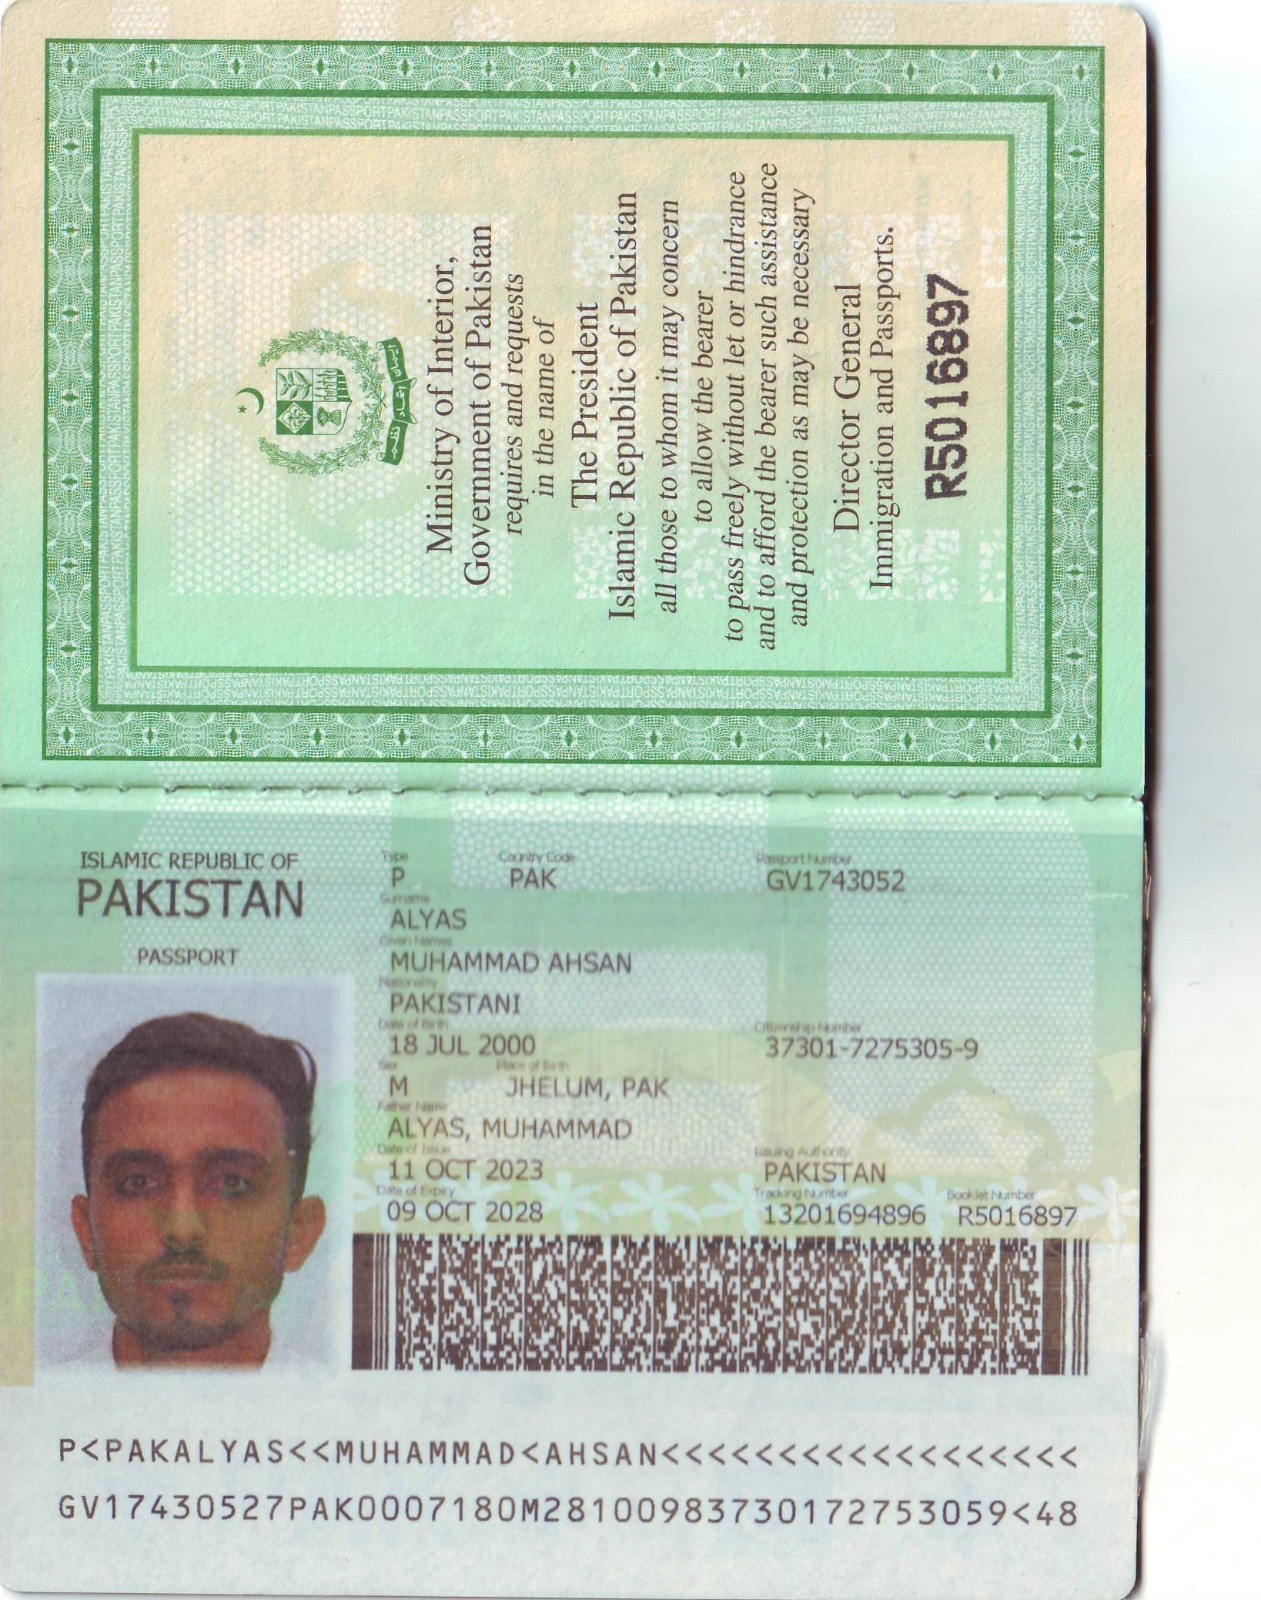 Ministry of Interior,
Government of Pakistan
requires and requests
in the name of
The President
Islamic Republic of Pakistan
all those to whom it may concern
to allow the bearer
to pass freely without let or hindrance
and to afford the bearer such assistance
and protection as may be necessary
Director General
Immigration and Passports.
R5016897
ISLAMIC REPUBLIC OF
PAKISTAN
PASSPORT
Type Country Code Passport Number
P PAK GV1743052
Surname
ALYAS
Given Names
MUHAMMAD AHSAN
Nationality
PAKISTANI
Date of Birth Citizenship Number
18 JUL 2000 37301-7275305-9
Sex Place of Birth
M JHELUM, PAK
Father Name
ALYAS, MUHAMMAD
Date of Issue Issuing Authority
11 OCT 2023 PAKISTAN
Date of Expiry Tracking Number Booklet Number
09 OCT 2028 13201694896 R5016897
P<PAKALYAS<<MUHAMMAD<AHSAN<<<<<<<<<<<<<<<<<<
GV17430527PAK0007180M28100983730172753059<48